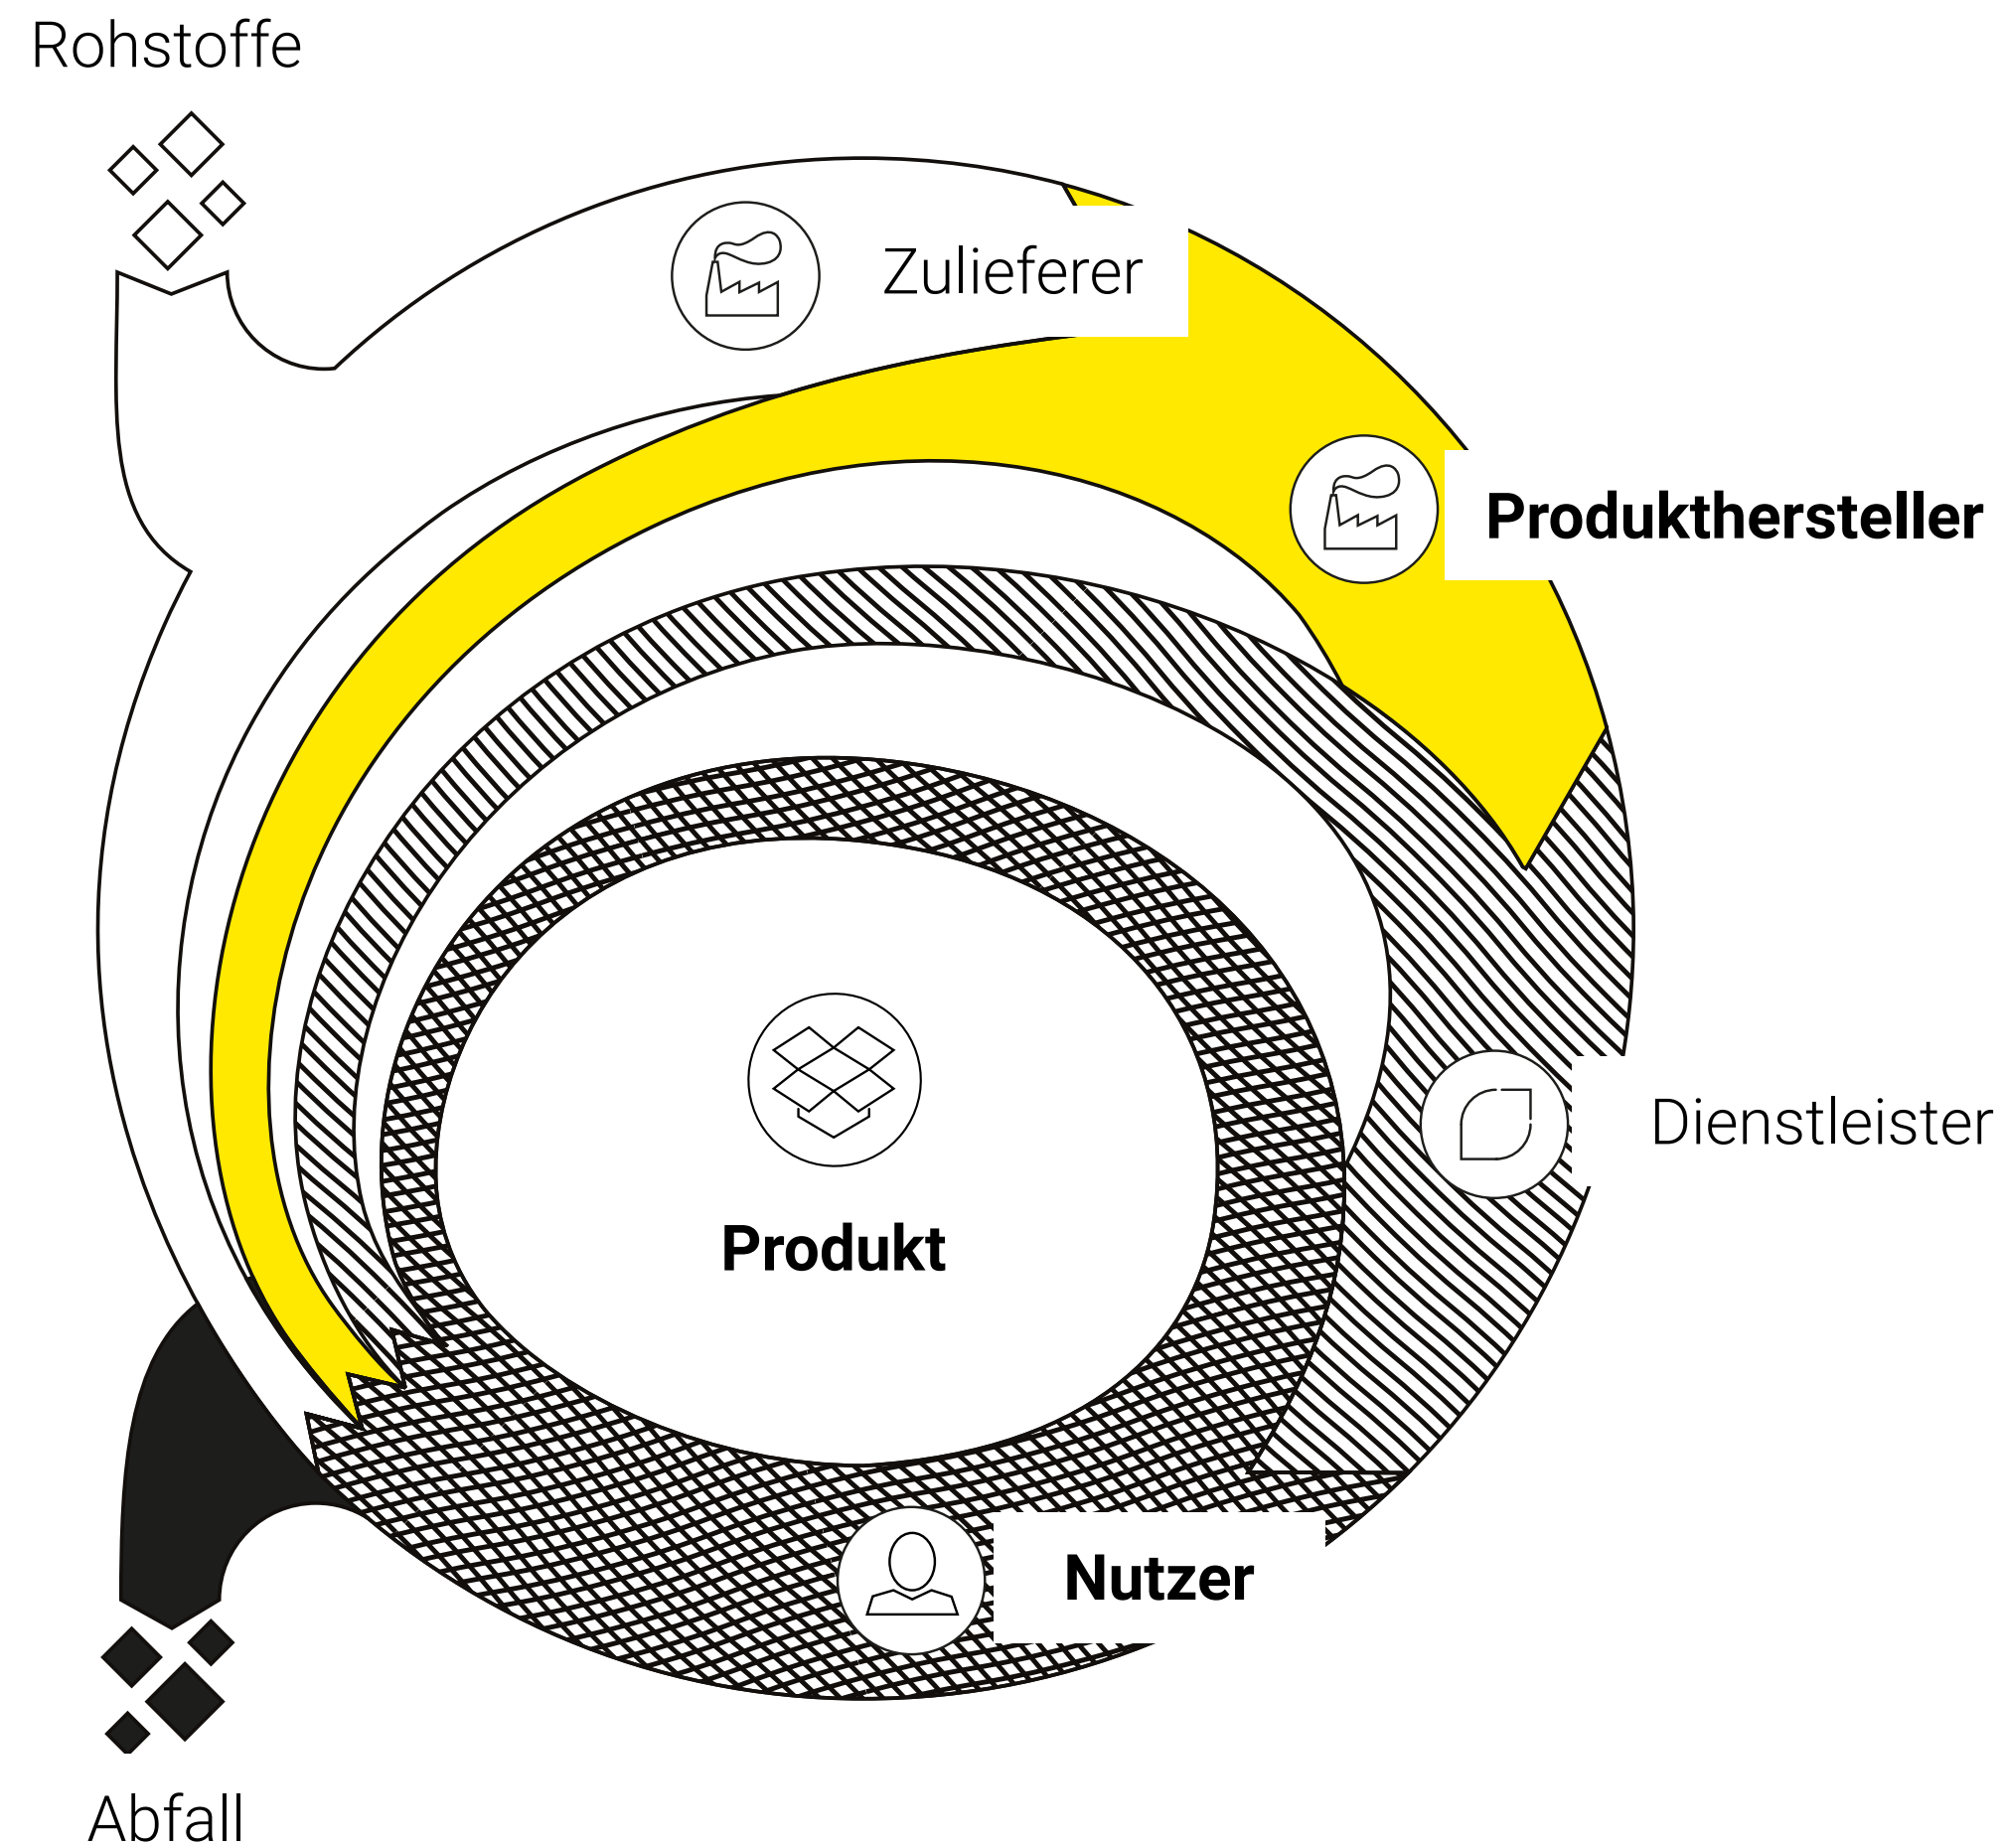 Rohstoffe
Zulieferer
Produkthersteller
Dienstleister
Produkt
Nutzer
Abfall